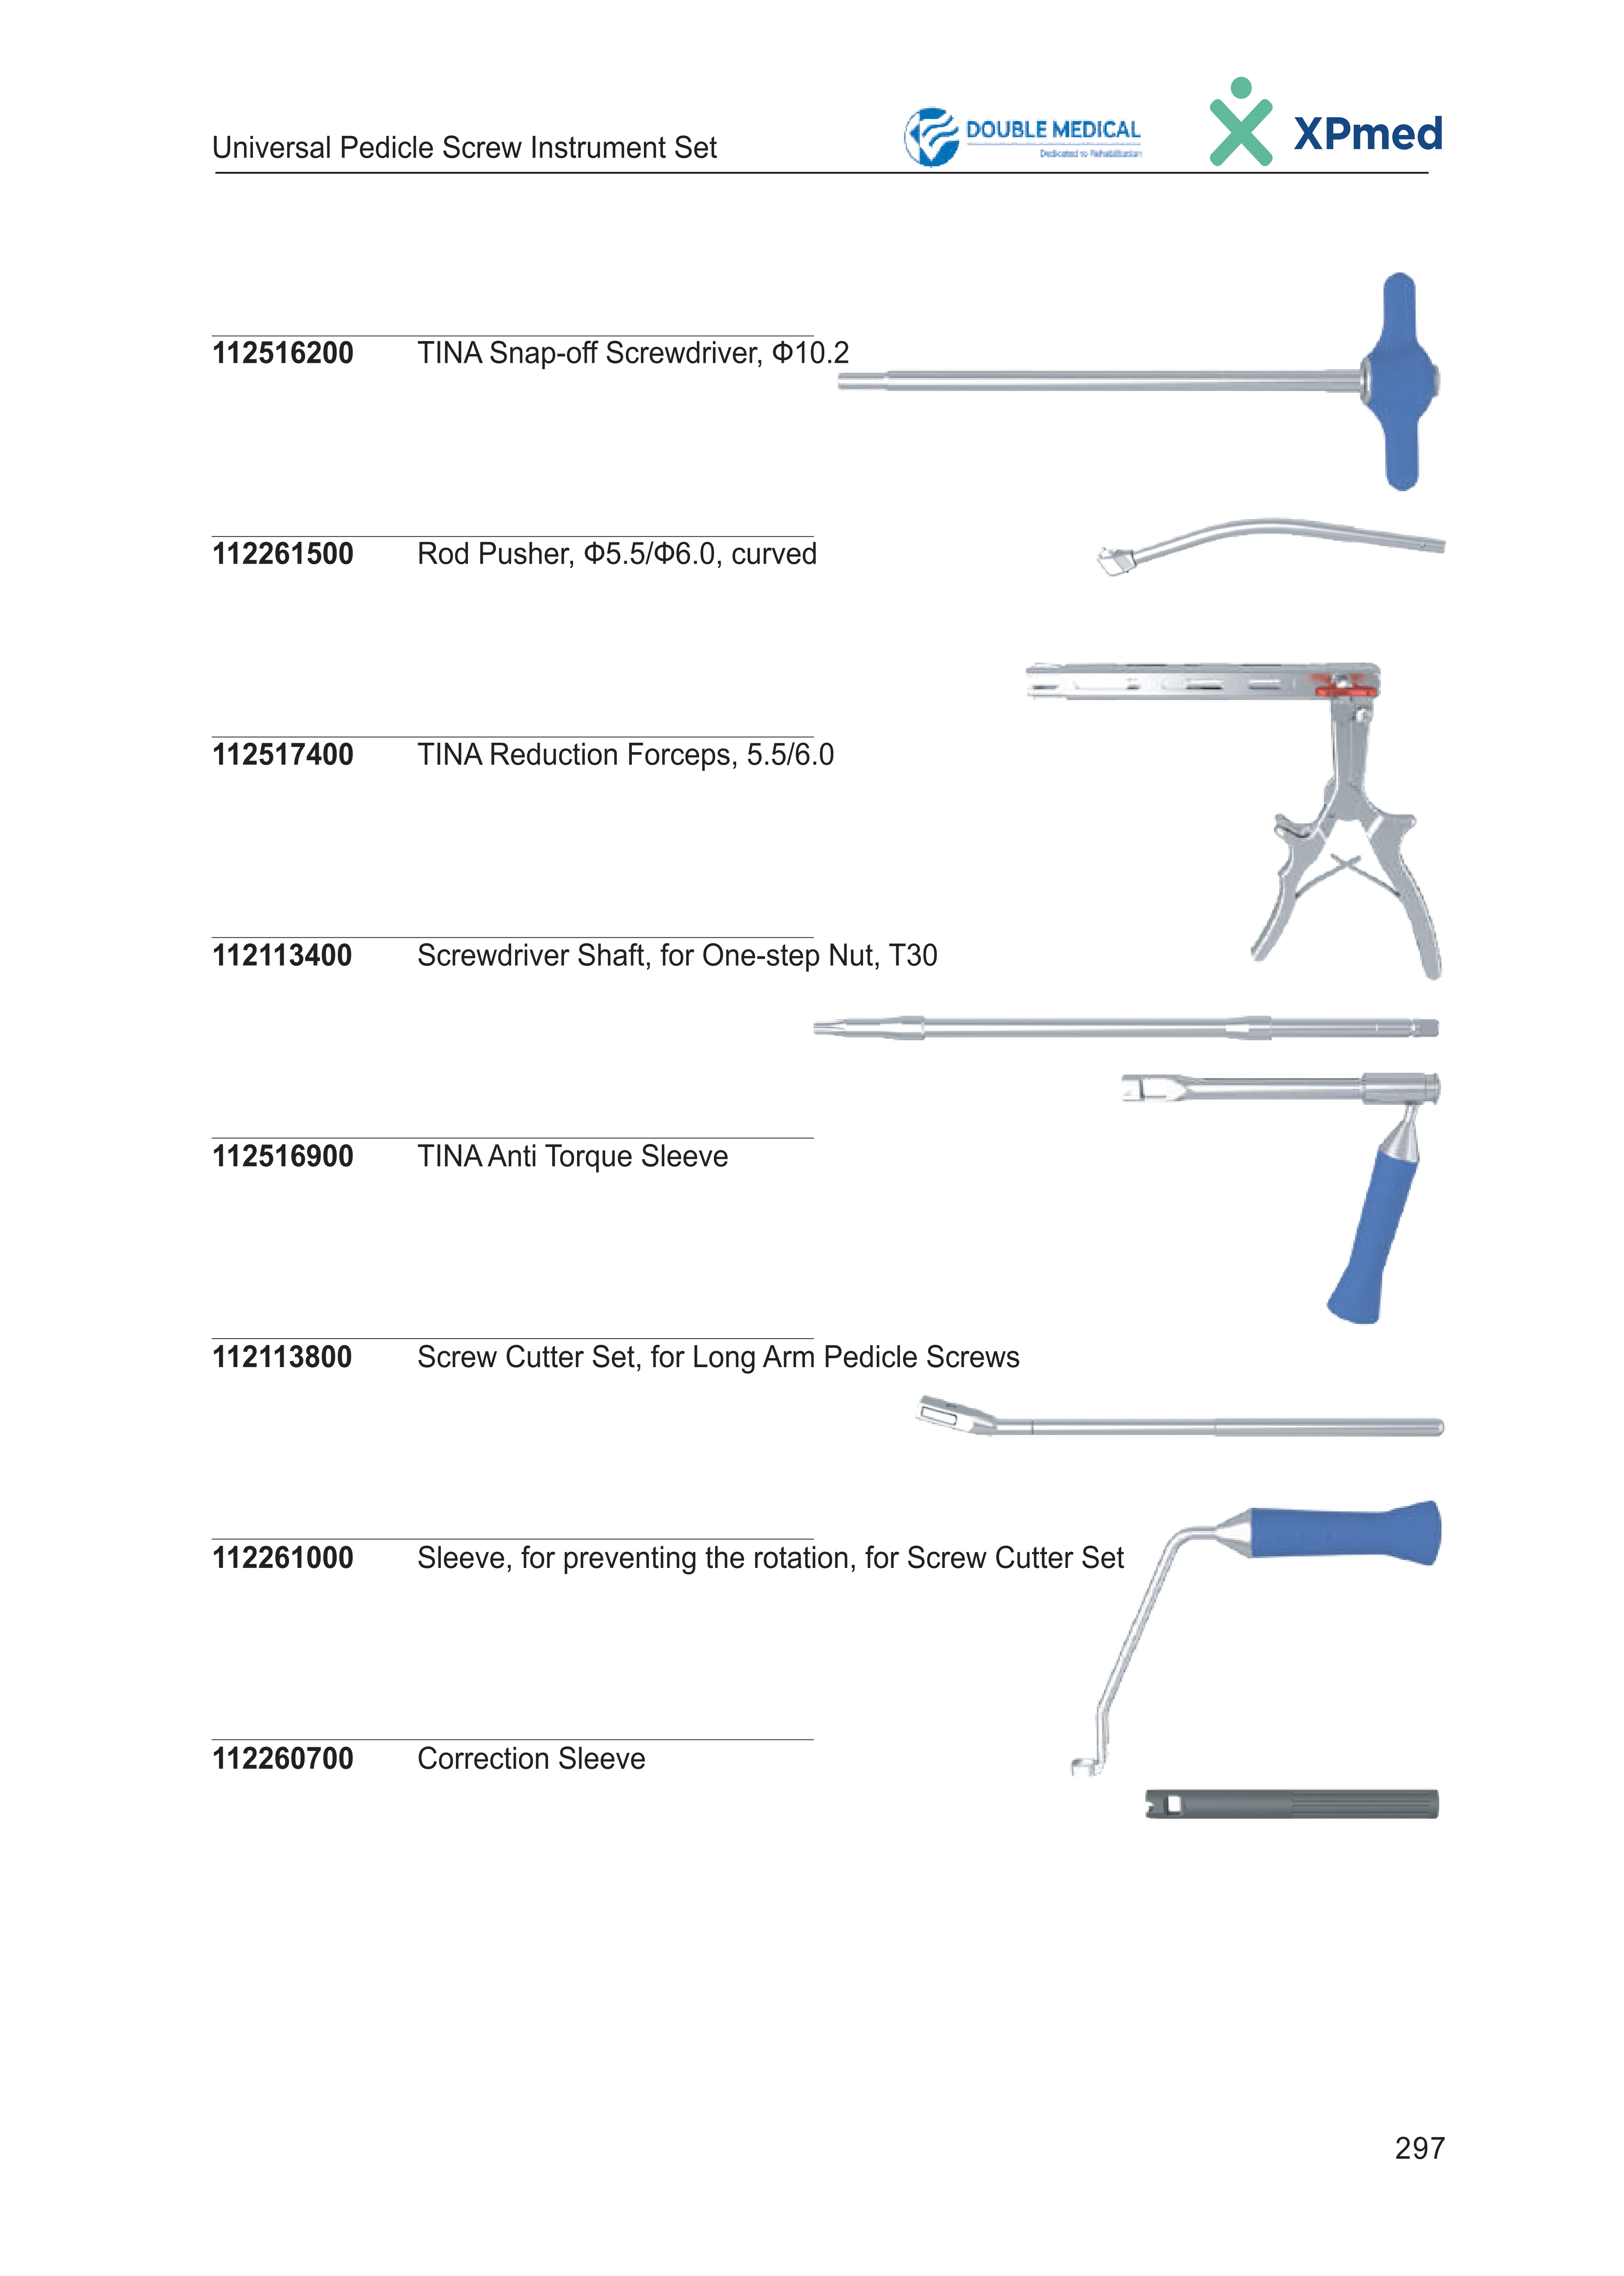 Universal Pedicle Screw Instrument Set
DOUBLE MEDICAL
Dedicated to Rehabilitation
XPmed
112516200 TINA Snap-off Screwdriver, Φ10.2
112261500 Rod Pusher, Φ5.5/Φ6.0, curved
112517400 TINA Reduction Forceps, 5.5/6.0
112113400 Screwdriver Shaft, for One-step Nut, T30
112516900 TINA Anti Torque Sleeve
112113800 Screw Cutter Set, for Long Arm Pedicle Screws
112261000 Sleeve, for preventing the rotation, for Screw Cutter Set
112260700 Correction Sleeve
297